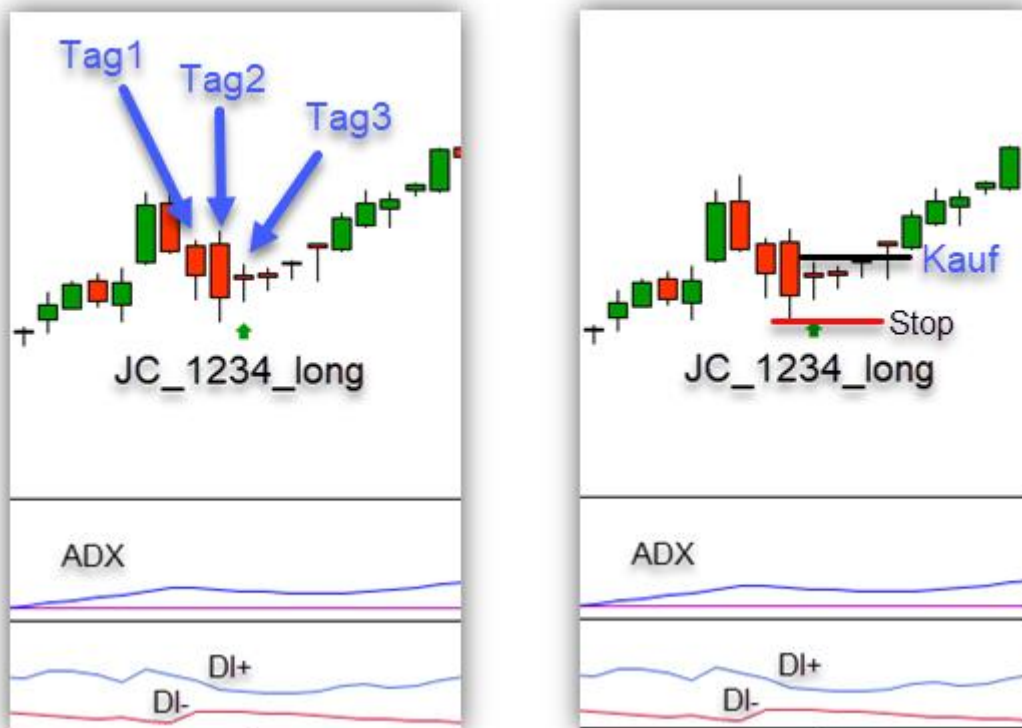 Tag1
Tag2
Tag3
JC_1234_long
ADX
DI+
DI-
Kauf
Stop
JC_1234_long
ADX
DI+
DI-